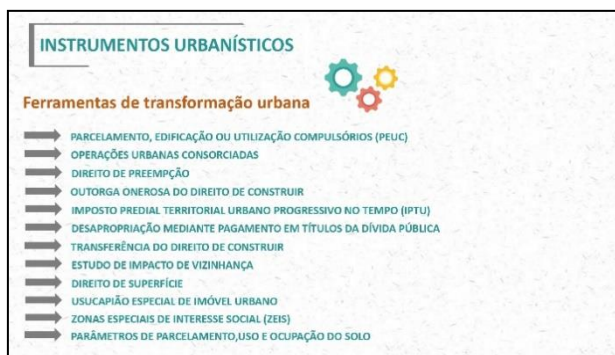 INSTRUMENTOS URBANÍSTICOS
Ferramentas de transformação urbana
PARCELAMENTO, EDIFICAÇÃO OU UTILIZAÇÃO COMPULSÓRIOS (PEUC)
OPERAÇÕES URBANAS CONSORCIADAS
DIREITO DE PREEMPÇÃO
OUTORGA ONEROSA DO DIREITO DE CONSTRUIR
IMPOSTO PREDIAL TERRITORIAL URBANO PROGRESSIVO NO TEMPO (IPTU)
DESAPROPRIAÇÃO MEDIANTE PAGAMENTO EM TÍTULOS DA DÍVIDA PÚBLICA
TRANSFERÊNCIA DO DIREITO DE CONSTRUIR
ESTUDO DE IMPACTO DE VIZINHANÇA
DIREITO DE SUPERFÍCIE
USUCAPIÃO ESPECIAL DE IMÓVEL URBANO
ZONAS ESPECIAIS DE INTERESSE SOCIAL (ZEIS)
PARÂMETROS DE PARCELAMENTO,USO E OCUPAÇÃO DO SOLO